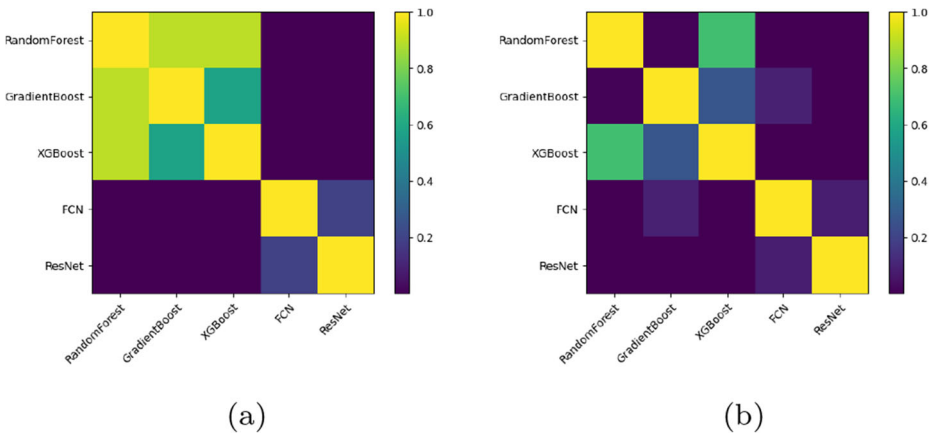 RandomForest
GradientBoost
XGBoost
FCN
ResNet
RandomForest
GradientBoost
XGBoost
FCN
ResNet
1.0
0.8
0.6
0.4
0.2
(a)
RandomForest
GradientBoost
XGBoost
FCN
ResNet
RandomForest
GradientBoost
XGBoost
FCN
ResNet
1.0
0.8
0.6
0.4
0.2
(b)